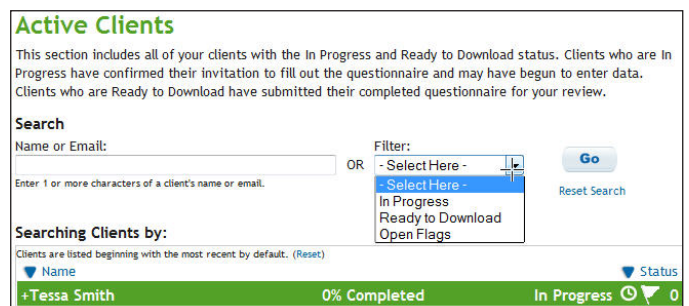 Active Clients
This section includes all of your clients with the In Progress and Ready to Download status. Clients who are In
Progress have confirmed their invitation to fill out the questionnaire and may have begun to enter data.
Clients who are Ready to Download have submitted their completed questionnaire for your review.
Search
Name or Email:
Filter:
OR
- Select Here -
Go
Enter 1 or more characters of a client's name or email.
- Select Here -
In Progress
Ready to Download
Open Flags
Reset Search
Searching Clients by:
Clients are listed beginning with the most recent by default. (Reset)
Name
Status
+Tessa Smith 0% Completed In Progress 0